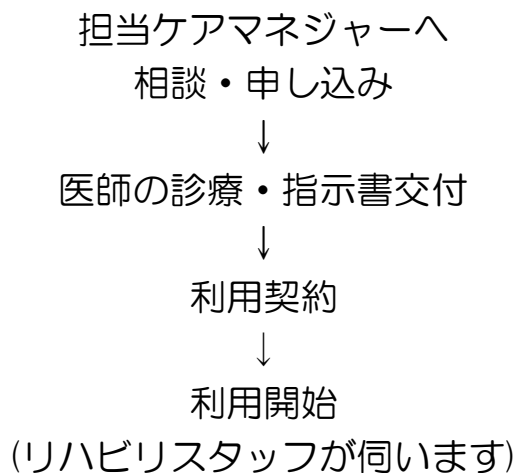 担当ケアマネジャーへ
相談・申し込み
↓
医師の診療・指示書交付
↓
利用契約
↓
利用開始
(リハビリスタッフが伺います)